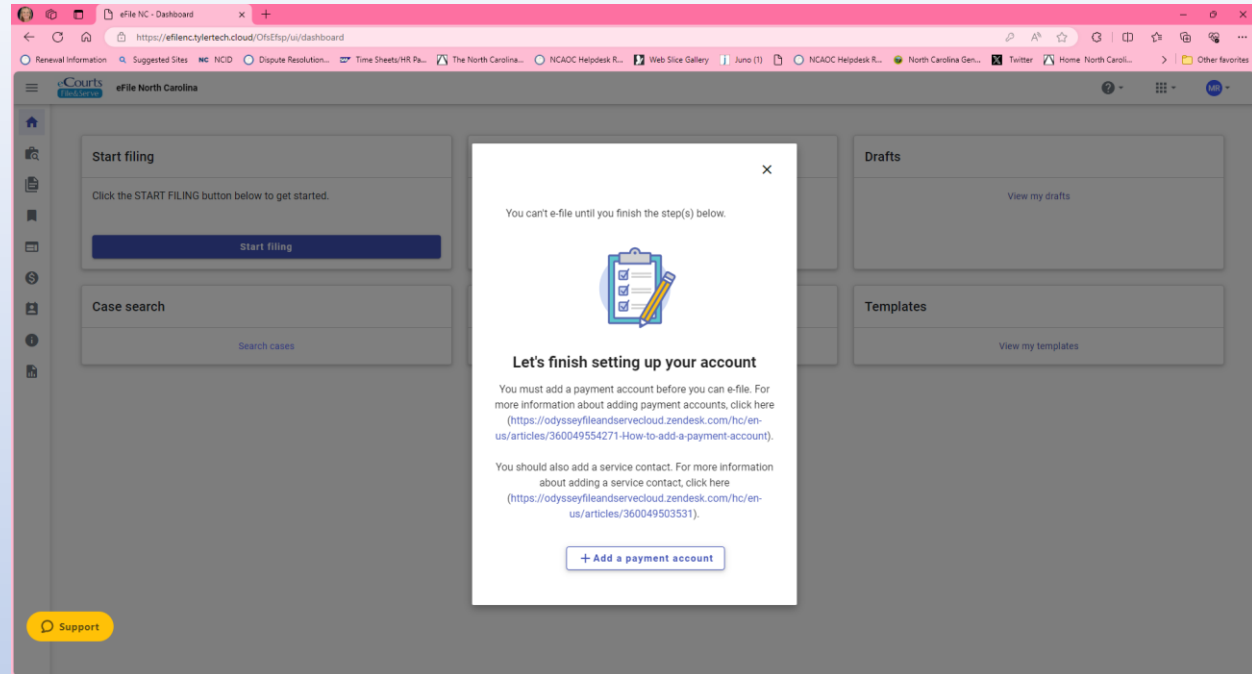 eFile NC - Dashboard
https://efilenc.tylertech.cloud/OfsEfsp/ui/dashboard
Renewal Information
Suggested Sites
NC NCID
Dispute Resolution...
Time Sheets/HR Pa...
The North Carolina...
NCAOC Helpdesk R...
Web Slice Gallery
Juno (1)
NCAOC Helpdesk R...
North Carolina Gen...
X Twitter
Home North Caroli...
Other favorites
eCourts
File&Serve
eFile North Carolina
MR
Start filing
Click the START FILING button below to get started.
Start filing
Drafts
View my drafts
Case search
Search cases
Templates
View my templates
You can't e-file until you finish the step(s) below.
Let's finish setting up your account
You must add a payment account before you can e-file. For
more information about adding payment accounts, click here
(https://odysseyfileandservecloud.zendesk.com/hc/en-
us/articles/360049554271-How-to-add-a-payment-account).
You should also add a service contact. For more information
about adding a service contact, click here
(https://odysseyfileandservecloud.zendesk.com/hc/en-
us/articles/360049503531).
+ Add a payment account
Support